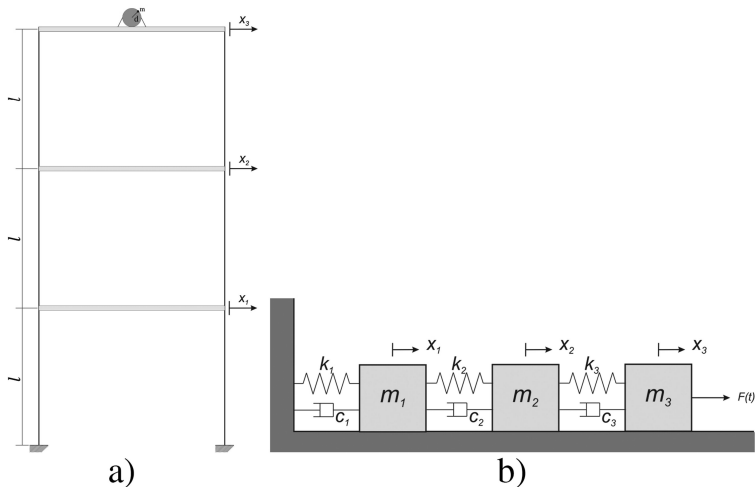 m
d
x₃
l
x₂
l
x₁
l
a)
x₁
x₂
x₃
k₁
k₂
k₃
m₁
m₂
m₃
F(t)
c₁
c₂
c₃
b)